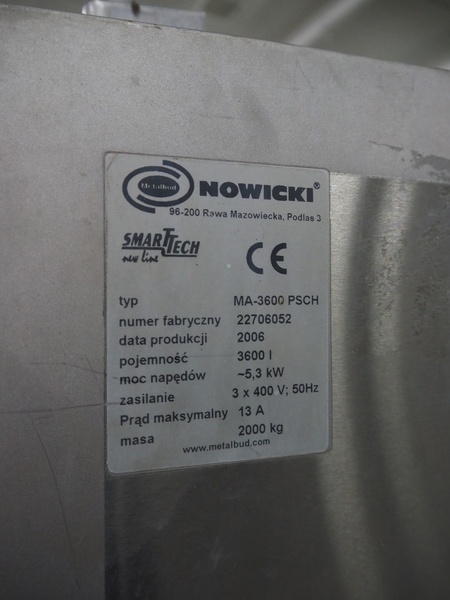 Metalbud NOWICKI®
96-200 Rawa Mazowiecka, Podlas 3
SMARTTECH
new line
CE
typ MA-3600 PSCH
numer fabryczny 22706052
data produkcji 2006
pojemność 3600 l
moc napędów ~5,3 kW
zasilanie 3 x 400 V; 50Hz
Prąd maksymalny 13 A
masa 2000 kg
www.metalbud.com